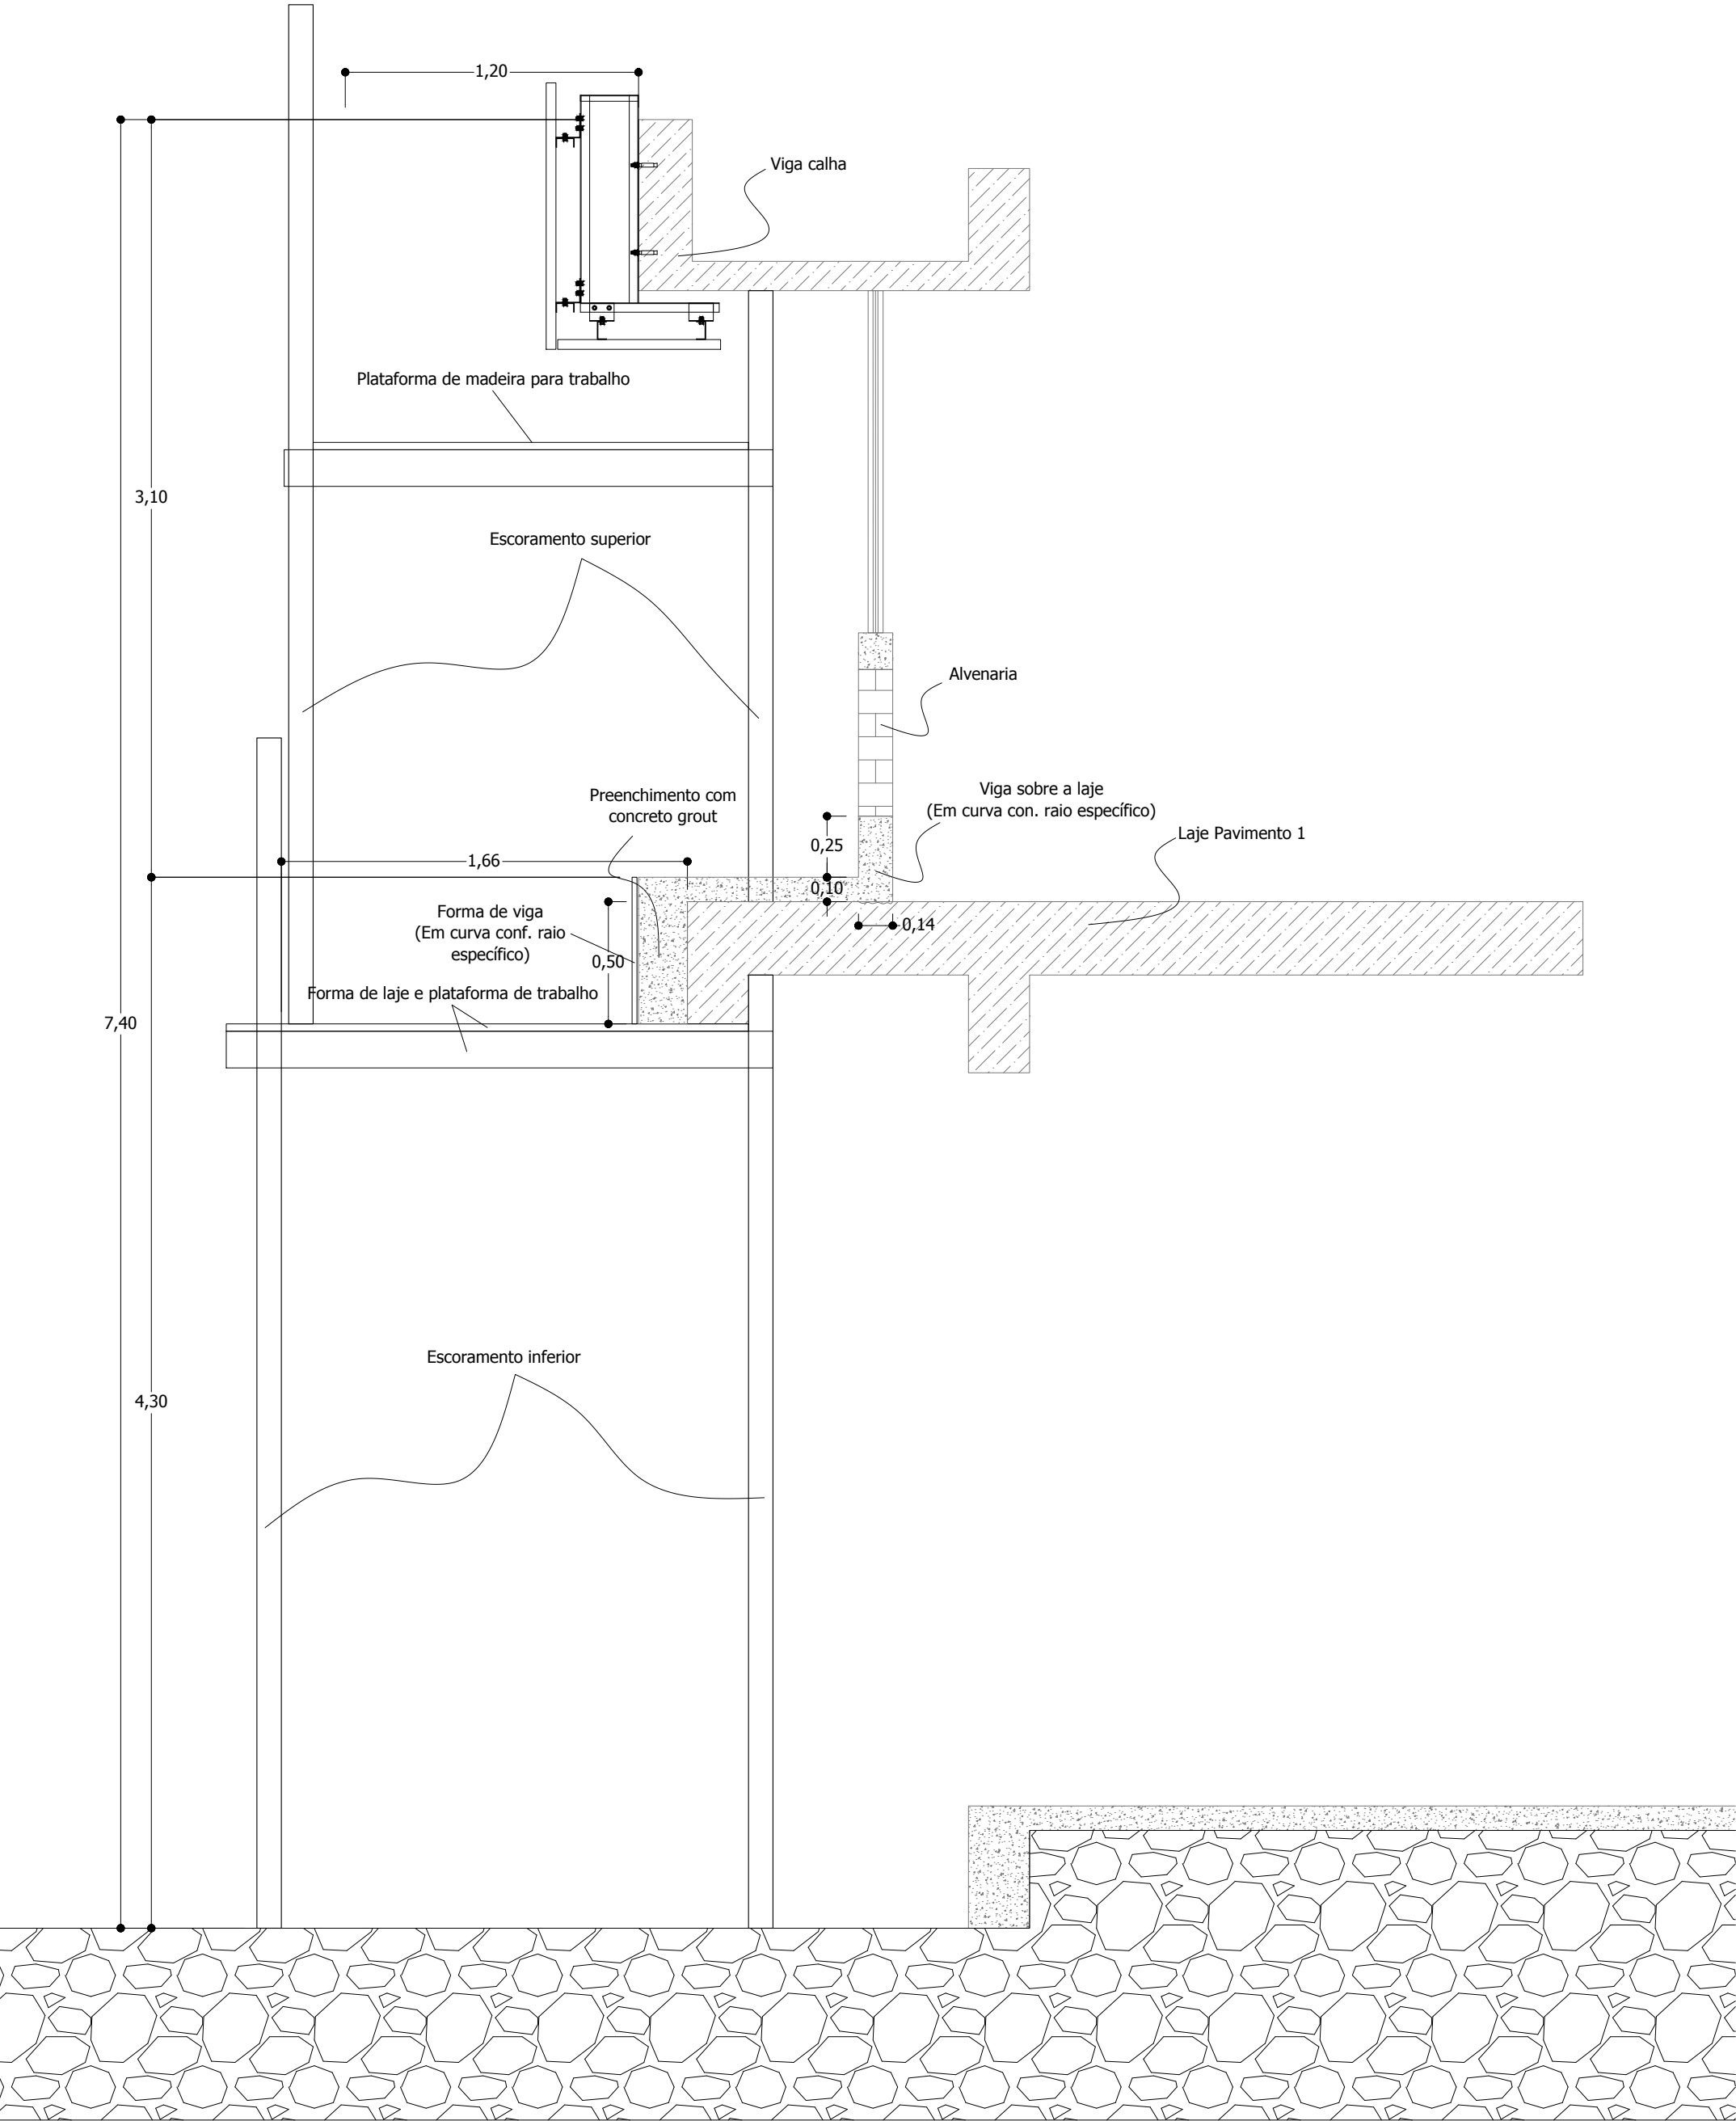 1,20
Viga calha
Plataforma de madeira para trabalho
3,10
Escoramento superior
Alvenaria
Preenchimento com
concreto grout
Viga sobre a laje
(Em curva con. raio específico)
Laje Pavimento 1
0,25
1,66
0,10
Forma de viga
(Em curva conf. raio
específico)
0,14
0,50
Forma de laje e plataforma de trabalho
7,40
Escoramento inferior
4,30